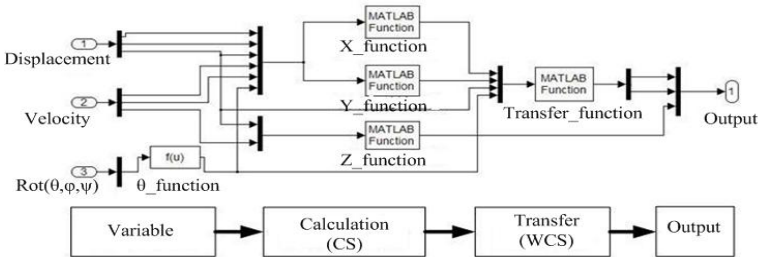 MATLAB
Function
X_function
1
Displacement
MATLAB
Function
Y_function
MATLAB
Function
Transfer_function
1
Output
2
Velocity
MATLAB
Function
Z_function
3
Rot(θ,φ,ψ)
f(u)
θ_function
Variable
Calculation
(CS)
Transfer
(WCS)
Output